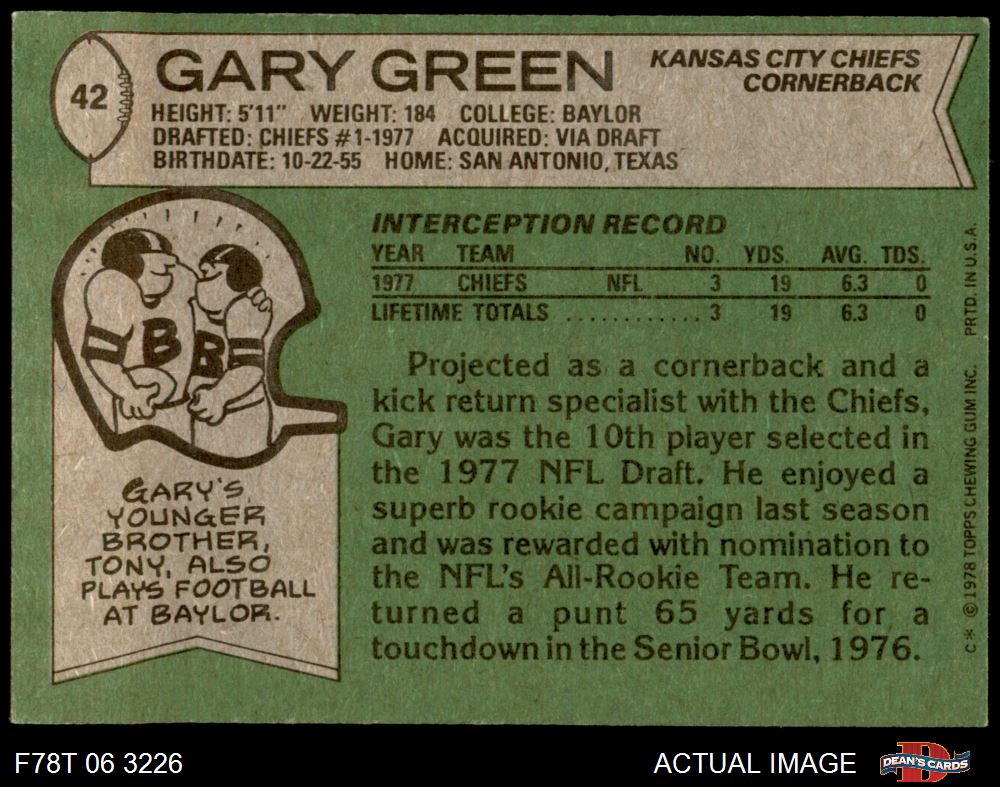 42
GARY GREEN
KANSAS CITY CHIEFS
CORNERBACK
HEIGHT: 5'11" WEIGHT: 184 COLLEGE: BAYLOR
DRAFTED: CHIEFS #1-1977 ACQUIRED: VIA DRAFT
BIRTHDATE: 10-22-55 HOME: SAN ANTONIO, TEXAS
B
B
GARY'S
YOUNGER
BROTHER,
TONY, ALSO
PLAYS FOOTBALL
AT BAYLOR.
INTERCEPTION RECORD
YEAR TEAM NO. YDS. AVG. TDS.
1977 CHIEFS NFL 3 19 6.3 0
LIFETIME TOTALS ............ 3 19 6.3 0
Projected as a cornerback and a
kick return specialist with the Chiefs,
Gary was the 10th player selected in
the 1977 NFL Draft. He enjoyed a
superb rookie campaign last season
and was rewarded with nomination to
the NFL's All-Rookie Team. He re-
turned a punt 65 yards for a
touchdown in the Senior Bowl, 1976.
C* © 1978 TOPPS CHEWING GUM INC. PRTD. IN U.S.A.
F78T 06 3226
ACTUAL IMAGE
D
DEAN'S CARDS